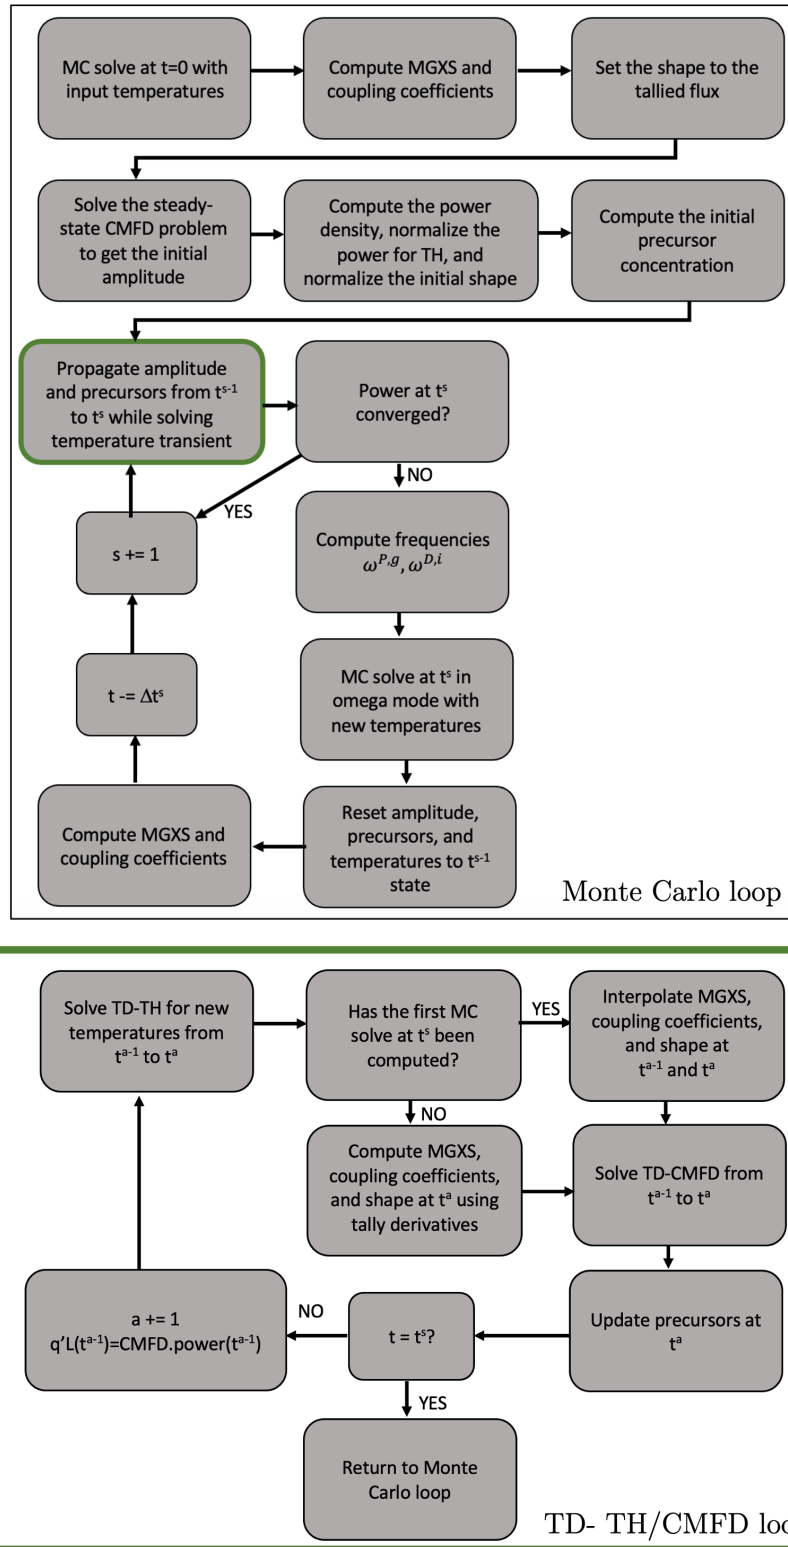 MC solve at t=0 with
input temperatures
Compute MGXS and
coupling coefficients
Set the shape to the
tallied flux
Solve the steady-
state CMFD problem
to get the initial
amplitude
Compute the power
density, normalize the
power for TH, and
normalize the initial shape
Compute the initial
precursor
concentration
Propagate amplitude
and precursors from tˢ⁻¹
to tˢ while solving
temperature transient
Power at tˢ
converged?
NO
YES
Compute frequencies
ω^{P,g}, ω^{D,i}
s += 1
MC solve at tˢ in
omega mode with
new temperatures
t -= Δtˢ
Reset amplitude,
precursors, and
temperatures to tˢ⁻¹
state
Compute MGXS and
coupling coefficients
Monte Carlo loop
Solve TD-TH for new
temperatures from
tᵃ⁻¹ to tᵃ
Has the first MC
solve at tˢ been
computed?
YES
Interpolate MGXS,
coupling coefficients,
and shape at
tᵃ⁻¹ and tᵃ
NO
Compute MGXS,
coupling coefficients,
and shape at tᵃ using
tally derivatives
Solve TD-CMFD from
tᵃ⁻¹ to tᵃ
Update precursors at
tᵃ
t = tˢ?
NO
a += 1
q’L(tᵃ⁻¹)=CMFD.power(tᵃ⁻¹)
YES
Return to Monte
Carlo loop
TD- TH/CMFD